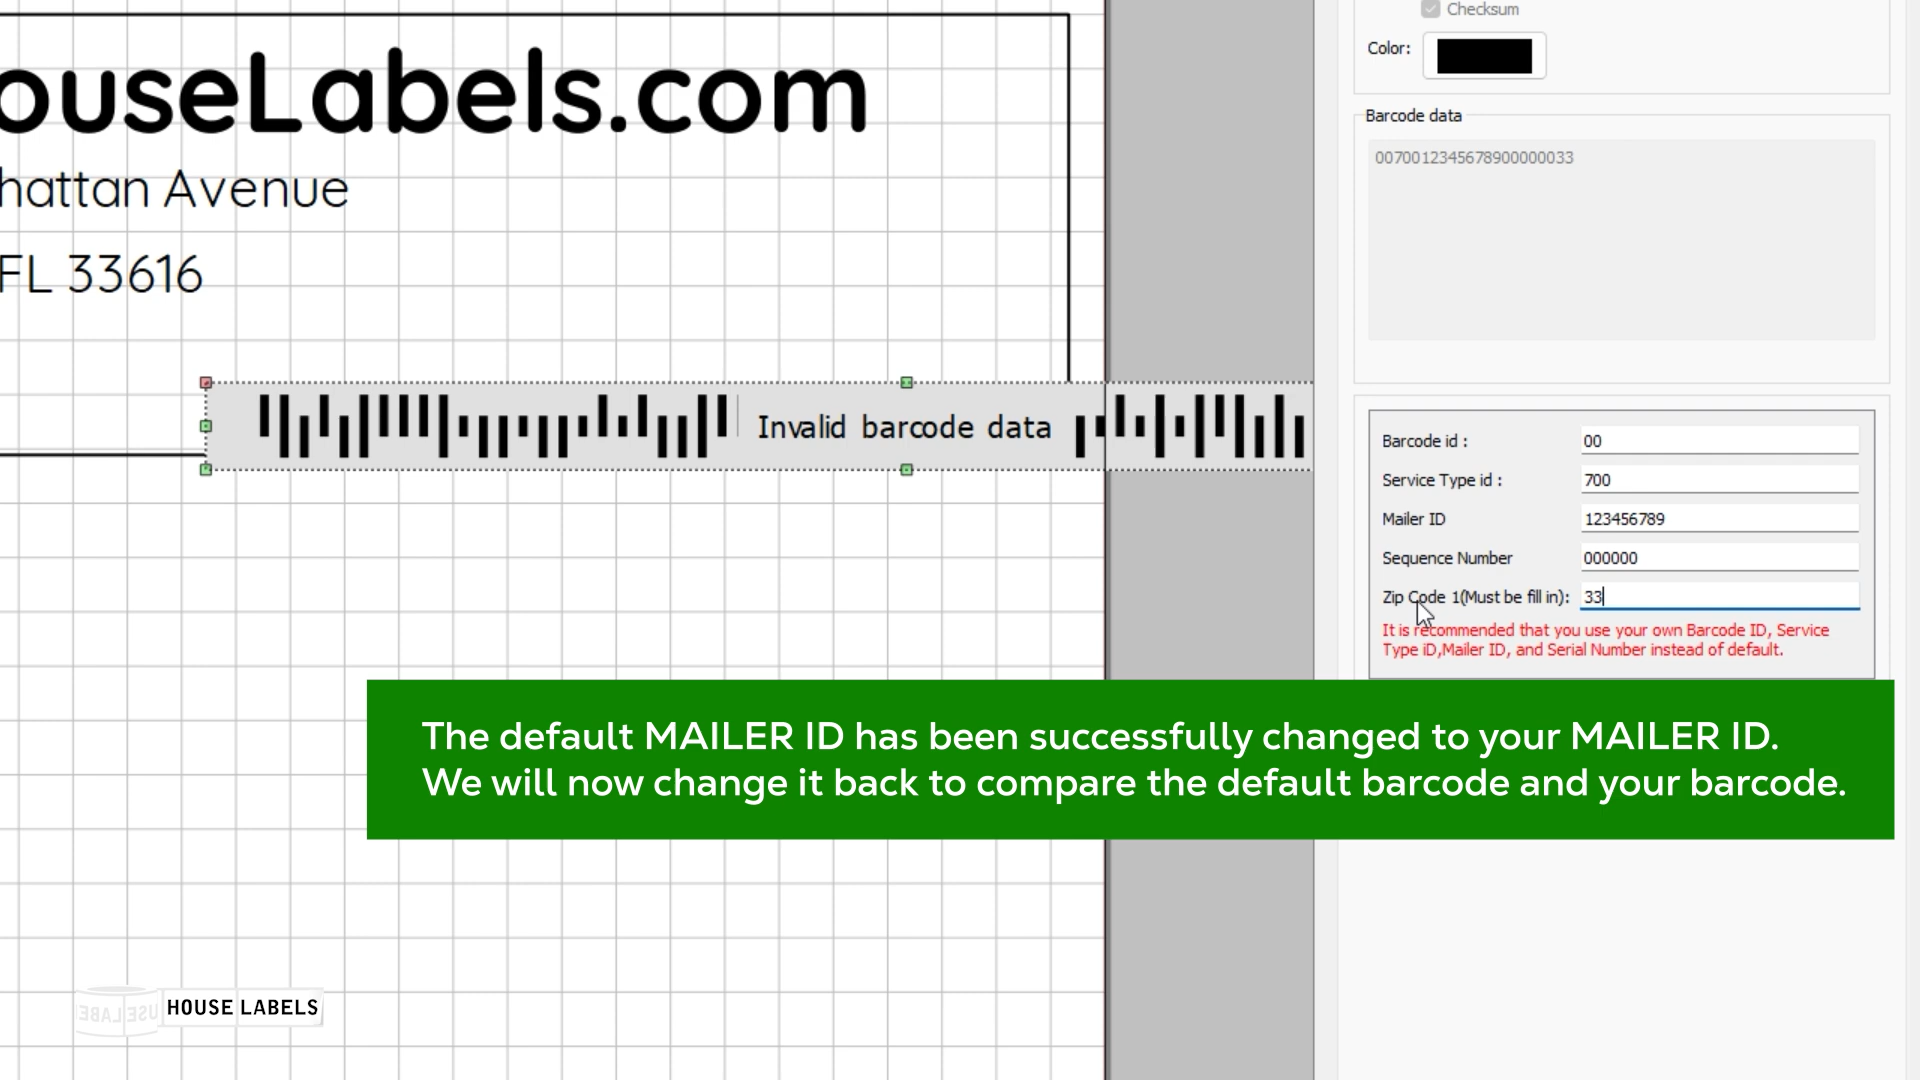 ouseLabels.com
hattan Avenue
FL 33616
Invalid barcode data
Checksum
Color:
Barcode data
0070012345678900000033
Barcode id : 00
Service Type id : 700
Mailer ID 123456789
Sequence Number 000000
Zip Code 1(Must be fill in): 33
It is recommended that you use your own Barcode ID, Service
Type iD,Mailer ID, and Serial Number instead of default.
The default MAILER ID has been successfully changed to your MAILER ID.
We will now change it back to compare the default barcode and your barcode.
HOUSE LABELS